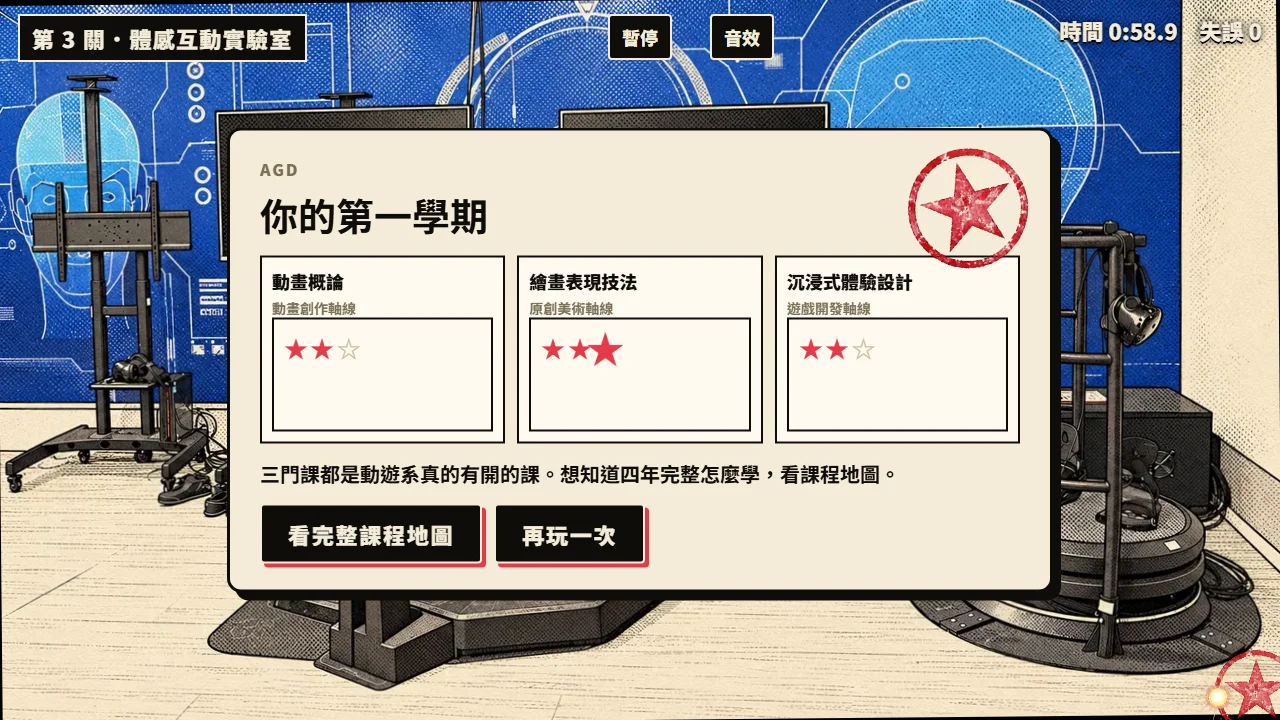 第 3 關・體感互動實驗室
暫停
音效
時間 0:58.9
失誤 0
AGD
你的第一學期
動畫概論
動畫創作軸線
繪畫表現技法
原創美術軸線
沉浸式體驗設計
遊戲開發軸線
三門課都是動遊系真的有開的課。想知道四年完整怎麼學，看課程地圖。
看完整課程地圖
再玩一次